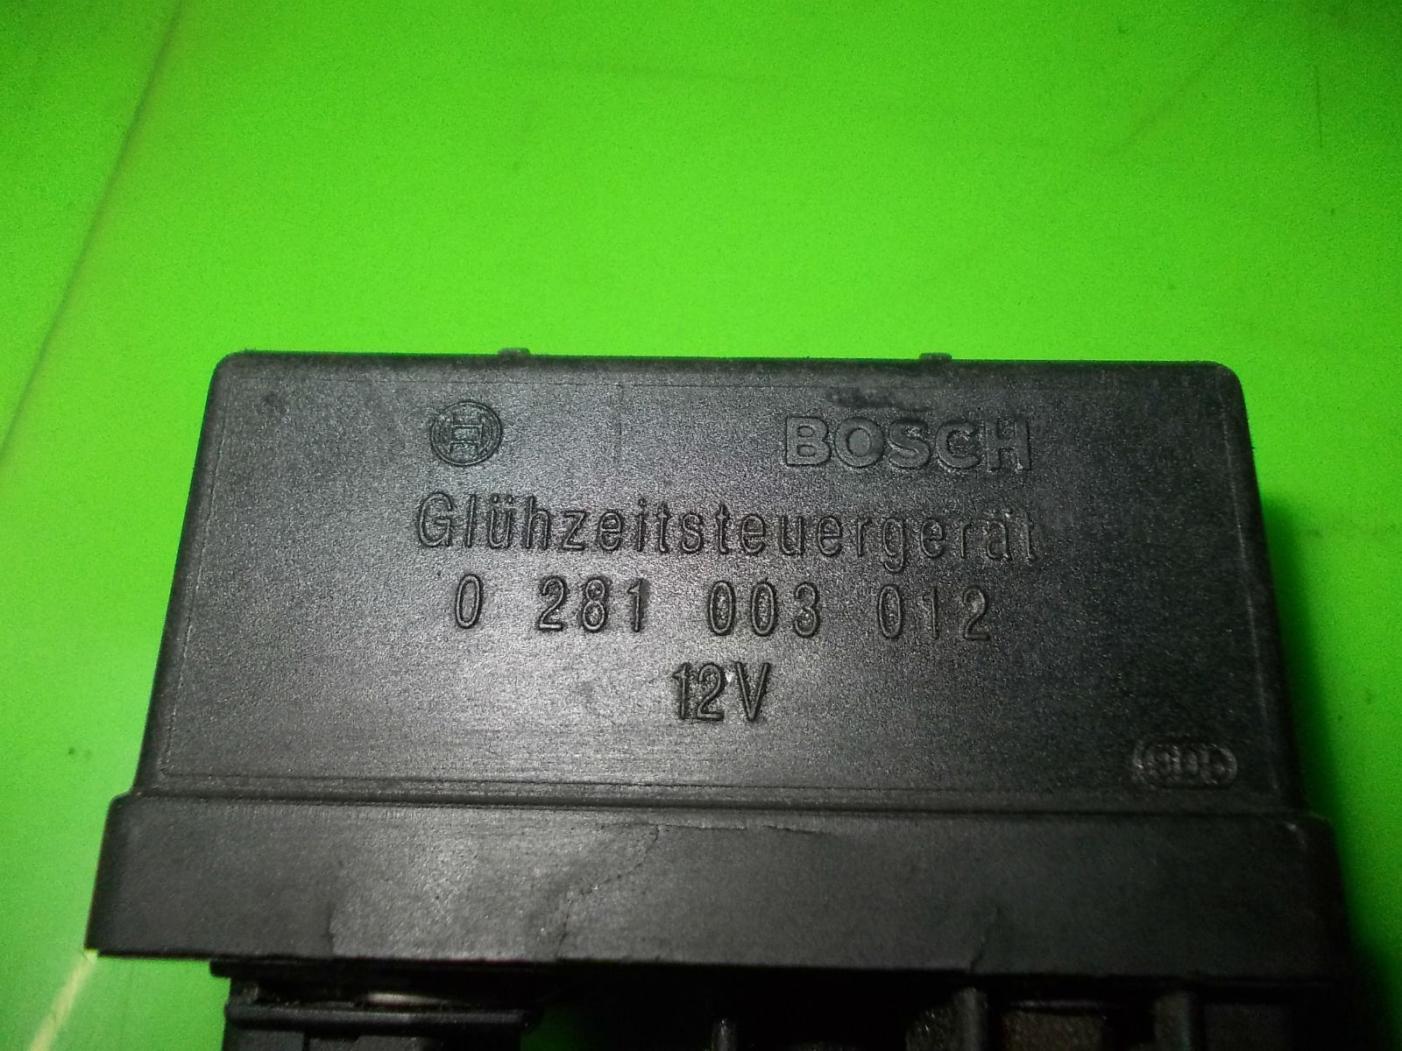 BOSCH
Glühzeitsteuergerät
0 281 003 012
12V